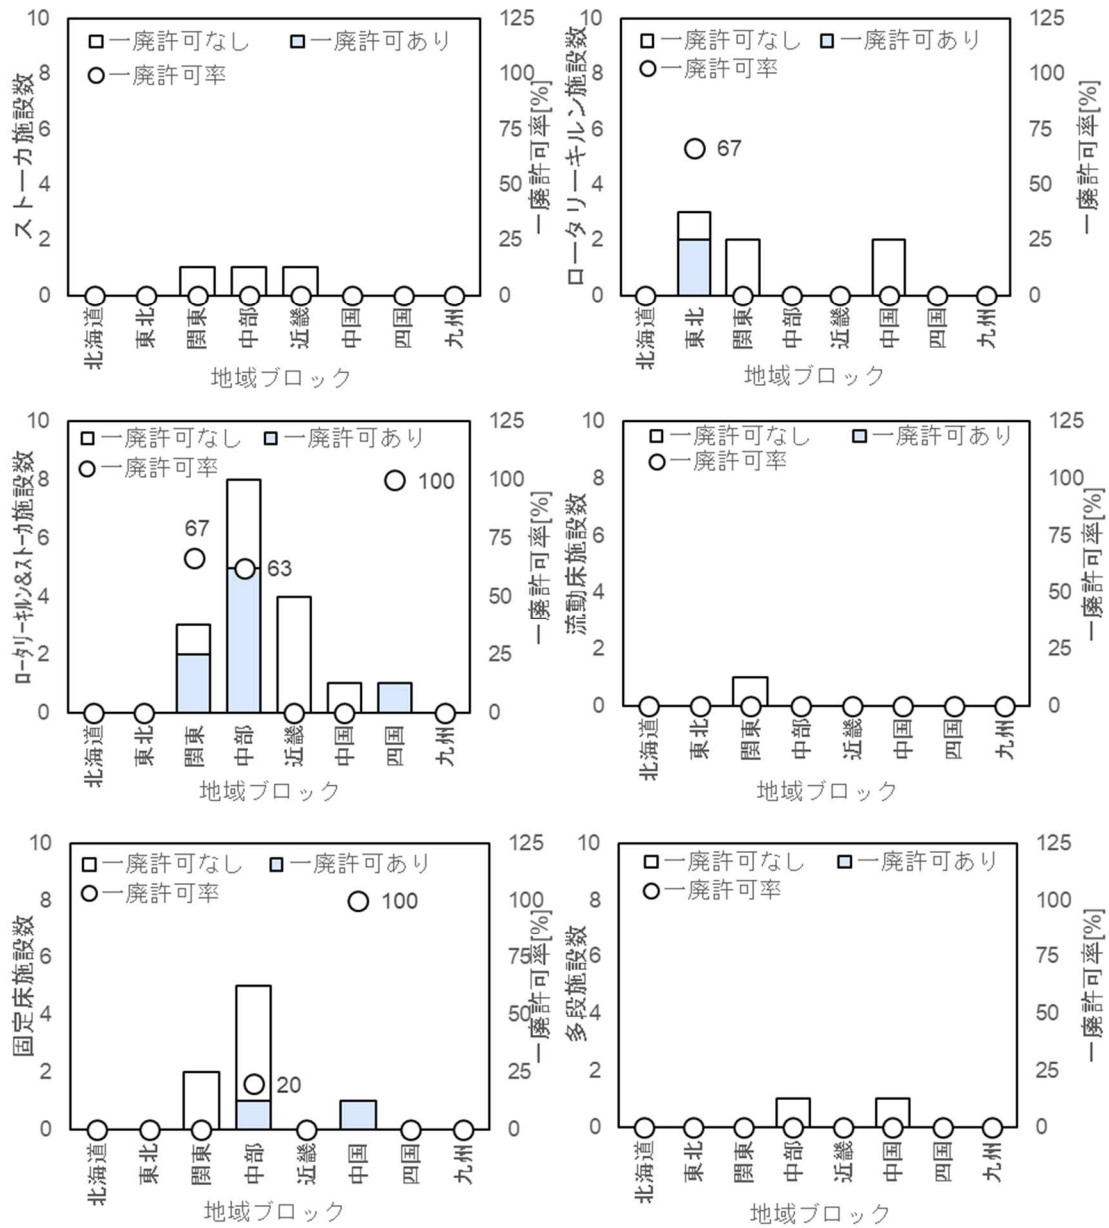 ストーカ施設数
10
8
6
4
2
0
一廃許可なし 一廃許可あり
一廃許可率
125
100
75
50
25
0
一廃許可率[%]
北海道 東北 関東 中部 近畿 中国 四国 九州
地域ブロック
ロータリーキルン施設数
10
8
6
4
2
0
一廃許可なし 一廃許可あり
一廃許可率
67
125
100
75
50
25
0
一廃許可率[%]
北海道 東北 関東 中部 近畿 中国 四国 九州
地域ブロック
ロータリーキルン&ストーカ施設数
10
8
6
4
2
0
一廃許可なし 一廃許可あり
一廃許可率
100
67
63
125
100
75
50
25
0
一廃許可率[%]
北海道 東北 関東 中部 近畿 中国 四国 九州
地域ブロック
流動床施設数
10
8
6
4
2
0
一廃許可なし 一廃許可あり
一廃許可率
125
100
75
50
25
0
一廃許可率[%]
北海道 東北 関東 中部 近畿 中国 四国 九州
地域ブロック
固定床施設数
10
8
6
4
2
0
一廃許可なし 一廃許可あり
一廃許可率
100
20
125
100
75
50
25
0
一廃許可率[%]
北海道 東北 関東 中部 近畿 中国 四国 九州
地域ブロック
多段施設数
10
8
6
4
2
0
一廃許可なし 一廃許可あり
一廃許可率
125
100
75
50
25
0
一廃許可率[%]
北海道 東北 関東 中部 近畿 中国 四国 九州
地域ブロック